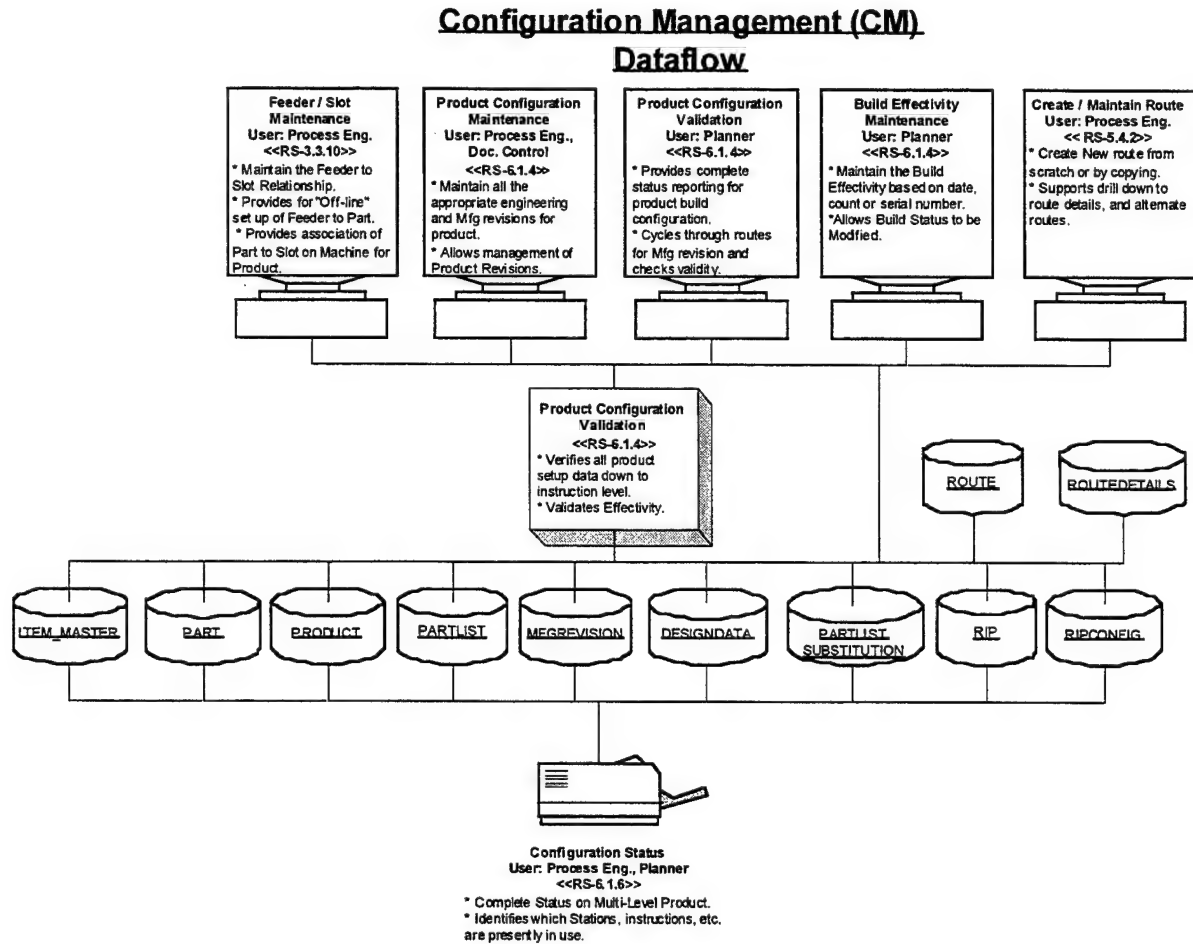 Configuration Management (CM)
Dataflow
Feeder / Slot
Maintenance
User: Process Eng.
<<RS-3.3.10>>
* Maintain the Feeder to
Slot Relationship.
* Provides for "Off-line"
set up of Feeder to Part.
* Provides association of
Part to Slot on Machine for
Product.
Product Configuration
Maintenance
User: Process Eng.,
Doc. Control
<<RS-6.1.4>>
* Maintain all the
appropriate engineering
and Mfg revisions for
product.
* Allows management of
Product Revisions.
Product Configuration
Validation
User: Planner
<<RS-6.1.4>>
* Provides complete
status reporting for
product build
configuration.
* Cycles through routes
for Mfg revision and
checks validity.
Build Effectivity
Maintenance
User: Planner
<<RS-6.1.4>>
* Maintain the Build
Effectivity based on date,
count or serial number.
*Allows Build Status to be
Modified.
Create / Maintain Route
User: Process Eng.
<< RS-5.4.2>>
* Create New route from
scratch or by copying.
* Supports drill down to
route details, and alternate
routes.
Product Configuration
Validation
<<RS-6.1.4>>
* Verifies all product
setup data down to
instruction level.
* Validates Effectivity.
ROUTE
ROUTEDETAILS
ITEM_MASTER
PART
PRODUCT
PARTLIST
MEGREVISION
DESIGNDATA
PARTLIST
SUBSTITUTION
RIP
RIPCONFIG
Configuration Status
User: Process Eng., Planner
<<RS-6.1.6>>
* Complete Status on Multi-Level Product.
* Identifies which Stations, instructions, etc.
are presently in use.